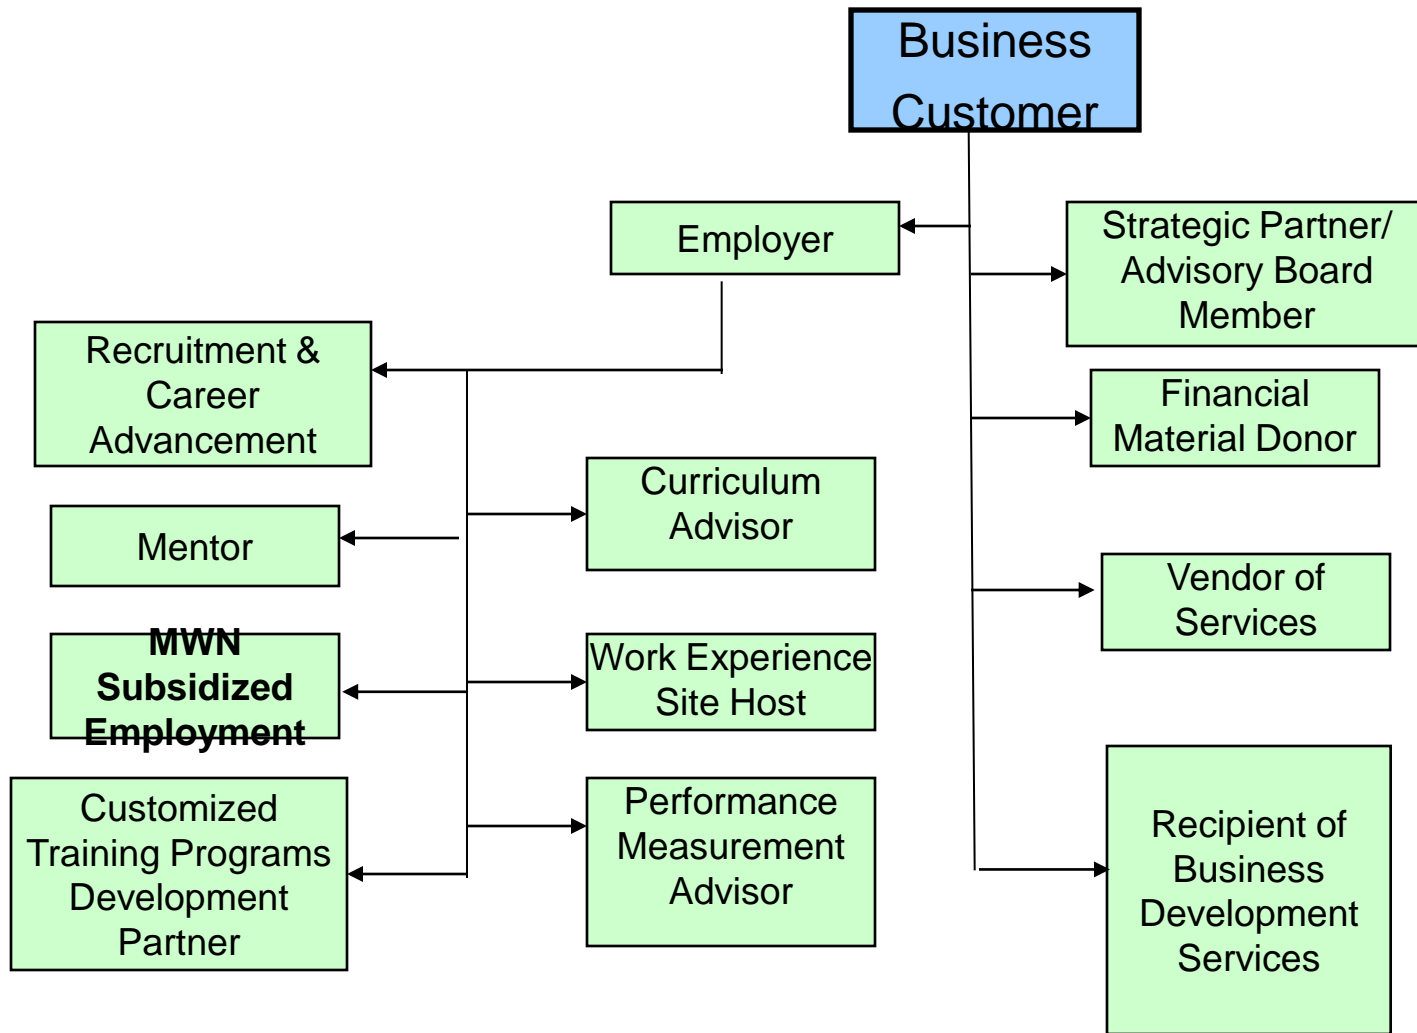 Business
Customer
Employer
Strategic Partner/
Advisory Board
Member
Recruitment &
Career
Advancement
Financial
Material Donor
Curriculum
Advisor
Mentor
Vendor of
Services
MWN
Subsidized
Employment
Work Experience
Site Host
Customized
Training Programs
Development
Partner
Performance
Measurement
Advisor
Recipient of
Business
Development
Services